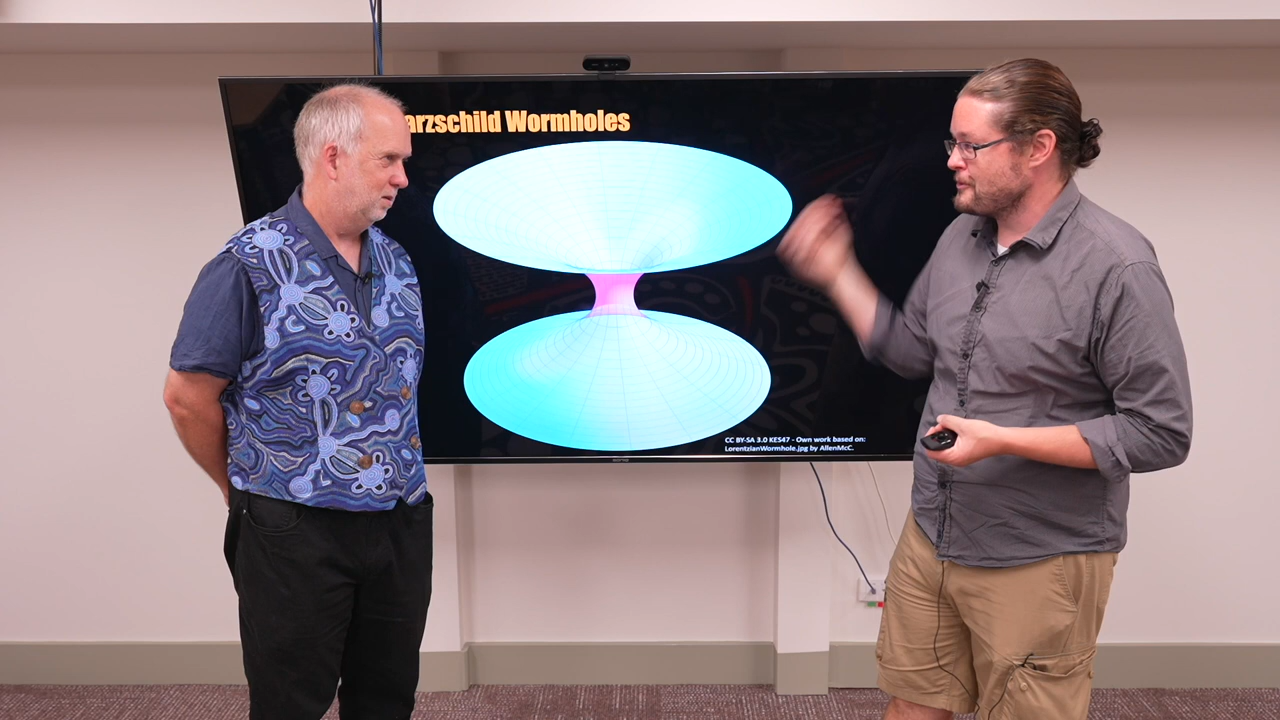 arzschild Wormholes
CC BY-SA 3.0 KES47 - Own work based on:
LorentzianWormhole.jpg by AllenMcC.